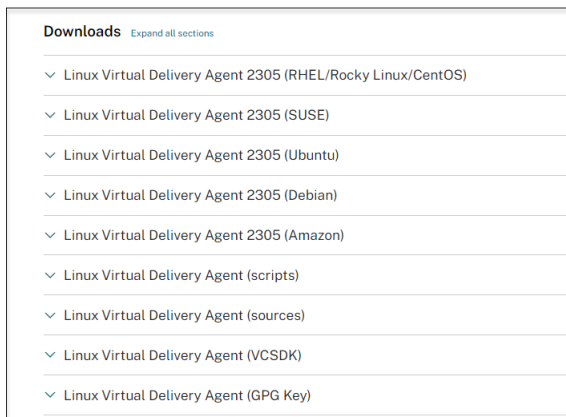 Downloads Expand all sections
Linux Virtual Delivery Agent 2305 (RHEL/Rocky Linux/CentOS)
Linux Virtual Delivery Agent 2305 (SUSE)
Linux Virtual Delivery Agent 2305 (Ubuntu)
Linux Virtual Delivery Agent 2305 (Debian)
Linux Virtual Delivery Agent 2305 (Amazon)
Linux Virtual Delivery Agent (scripts)
Linux Virtual Delivery Agent (sources)
Linux Virtual Delivery Agent (VCSDK)
Linux Virtual Delivery Agent (GPG Key)